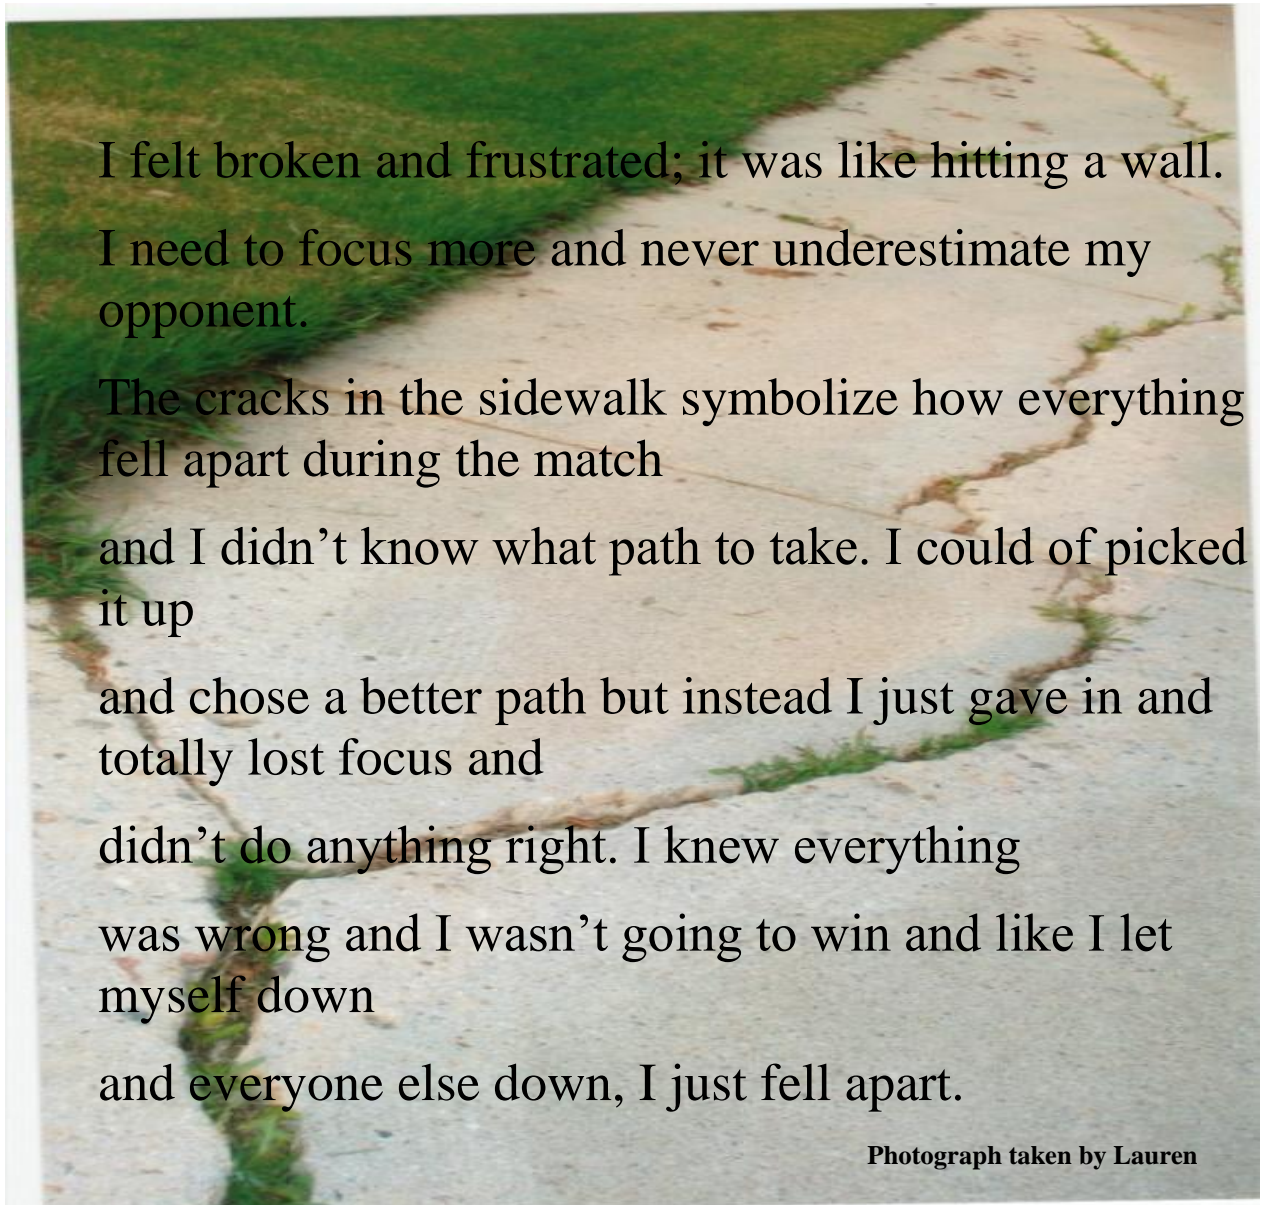 I felt broken and frustrated; it was like hitting a wall.
I need to focus more and never underestimate my
opponent.
The cracks in the sidewalk symbolize how everything
fell apart during the match
and I didn’t know what path to take. I could of picked
it up
and chose a better path but instead I just gave in and
totally lost focus and
didn’t do anything right. I knew everything
was wrong and I wasn’t going to win and like I let
myself down
and everyone else down, I just fell apart.
Photograph taken by Lauren